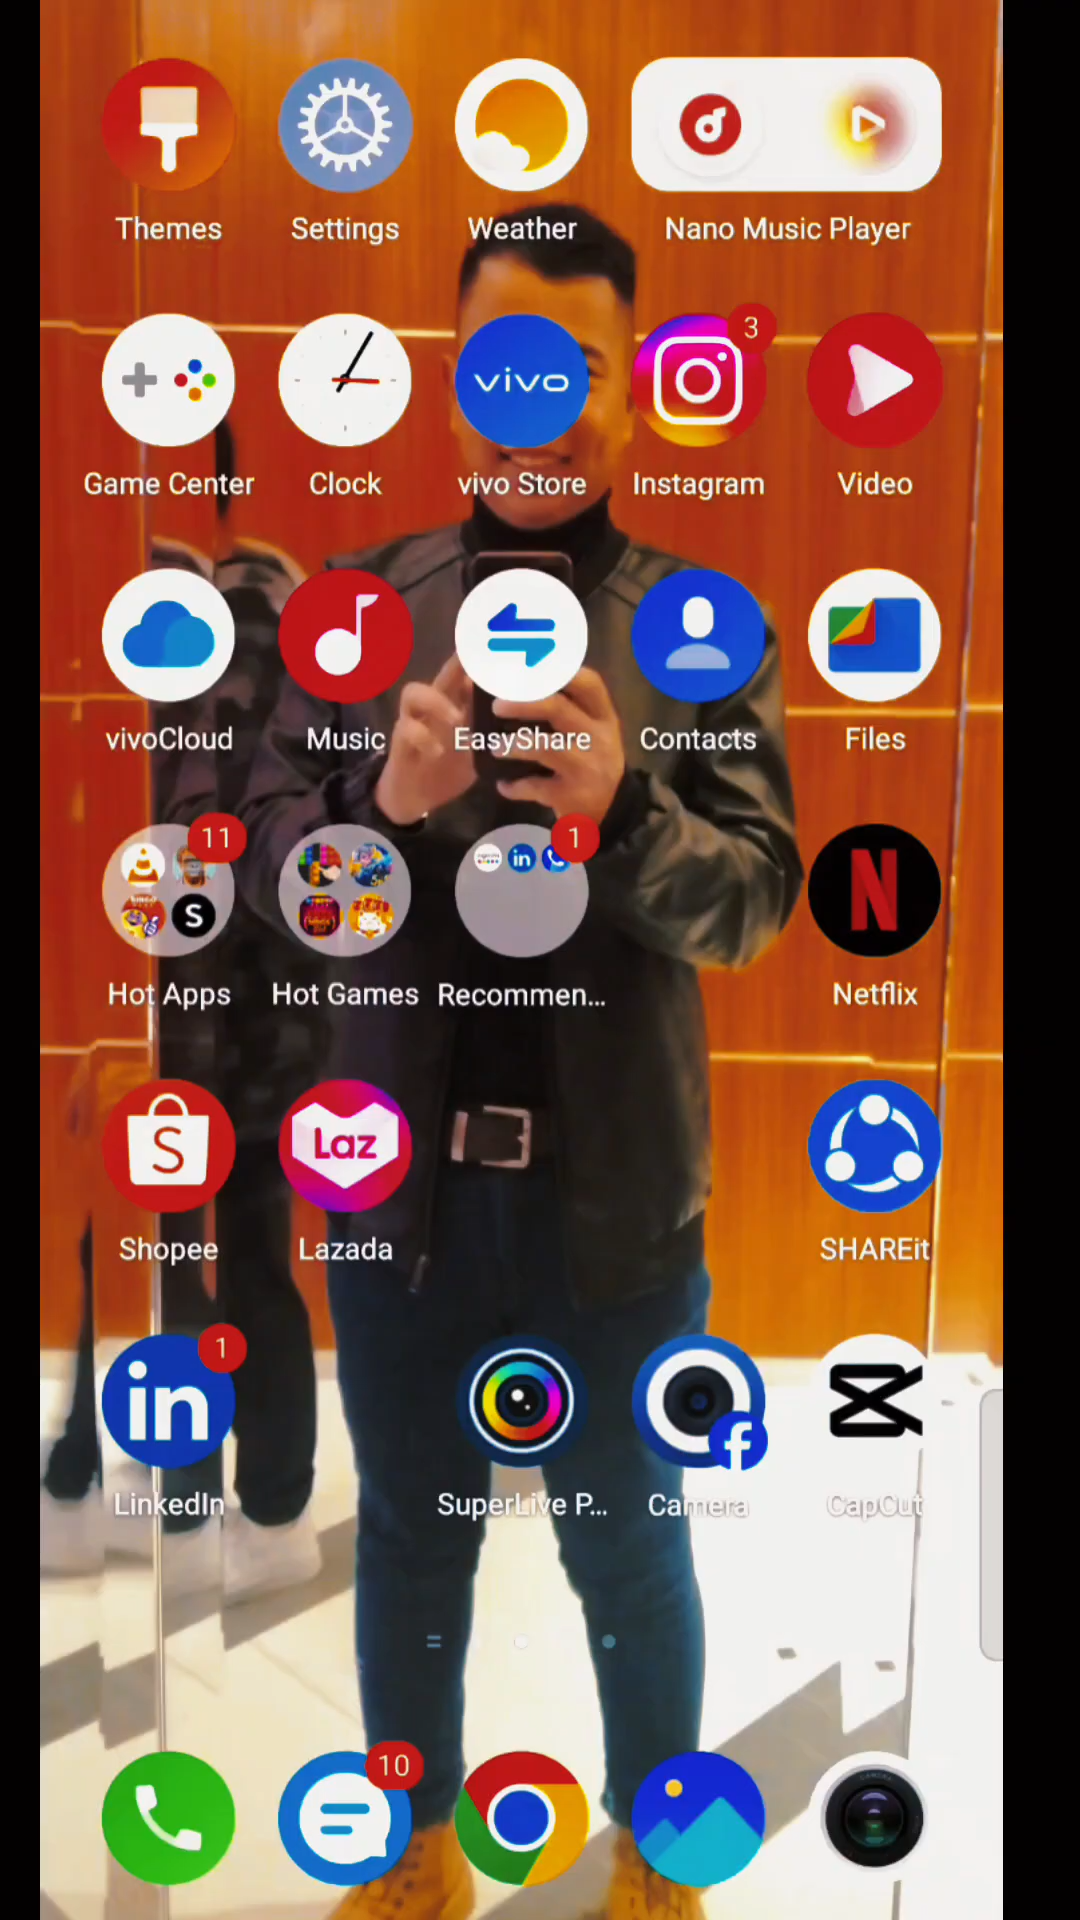 Themes
Settings
Weather
Nano Music Player
3
vivo
Game Center
Clock
vivo Store
Instagram
Video
vivoCloud
Music
EasyShare
Contacts
Files
11
1
S
in
N
Hot Apps
Hot Games
Recommen...
Netflix
S
Laz
Shopee
Lazada
SHAREit
1
in
f
LinkedIn
SuperLive P...
Camera
CapCut
10